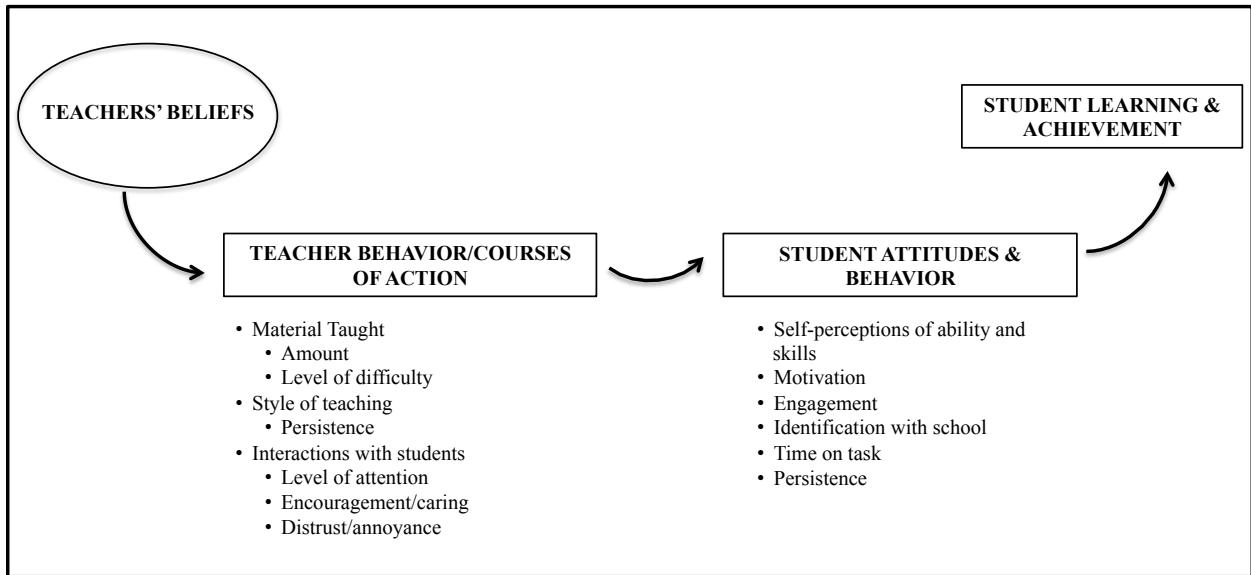 TEACHERS’ BELIEFS
STUDENT LEARNING &
ACHIEVEMENT
TEACHER BEHAVIOR/COURSES
OF ACTION
• Material Taught
• Amount
• Level of difficulty
• Style of teaching
• Persistence
• Interactions with students
• Level of attention
• Encouragement/caring
• Distrust/annoyance
STUDENT ATTITUDES &
BEHAVIOR
• Self-perceptions of ability and
skills
• Motivation
• Engagement
• Identification with school
• Time on task
• Persistence